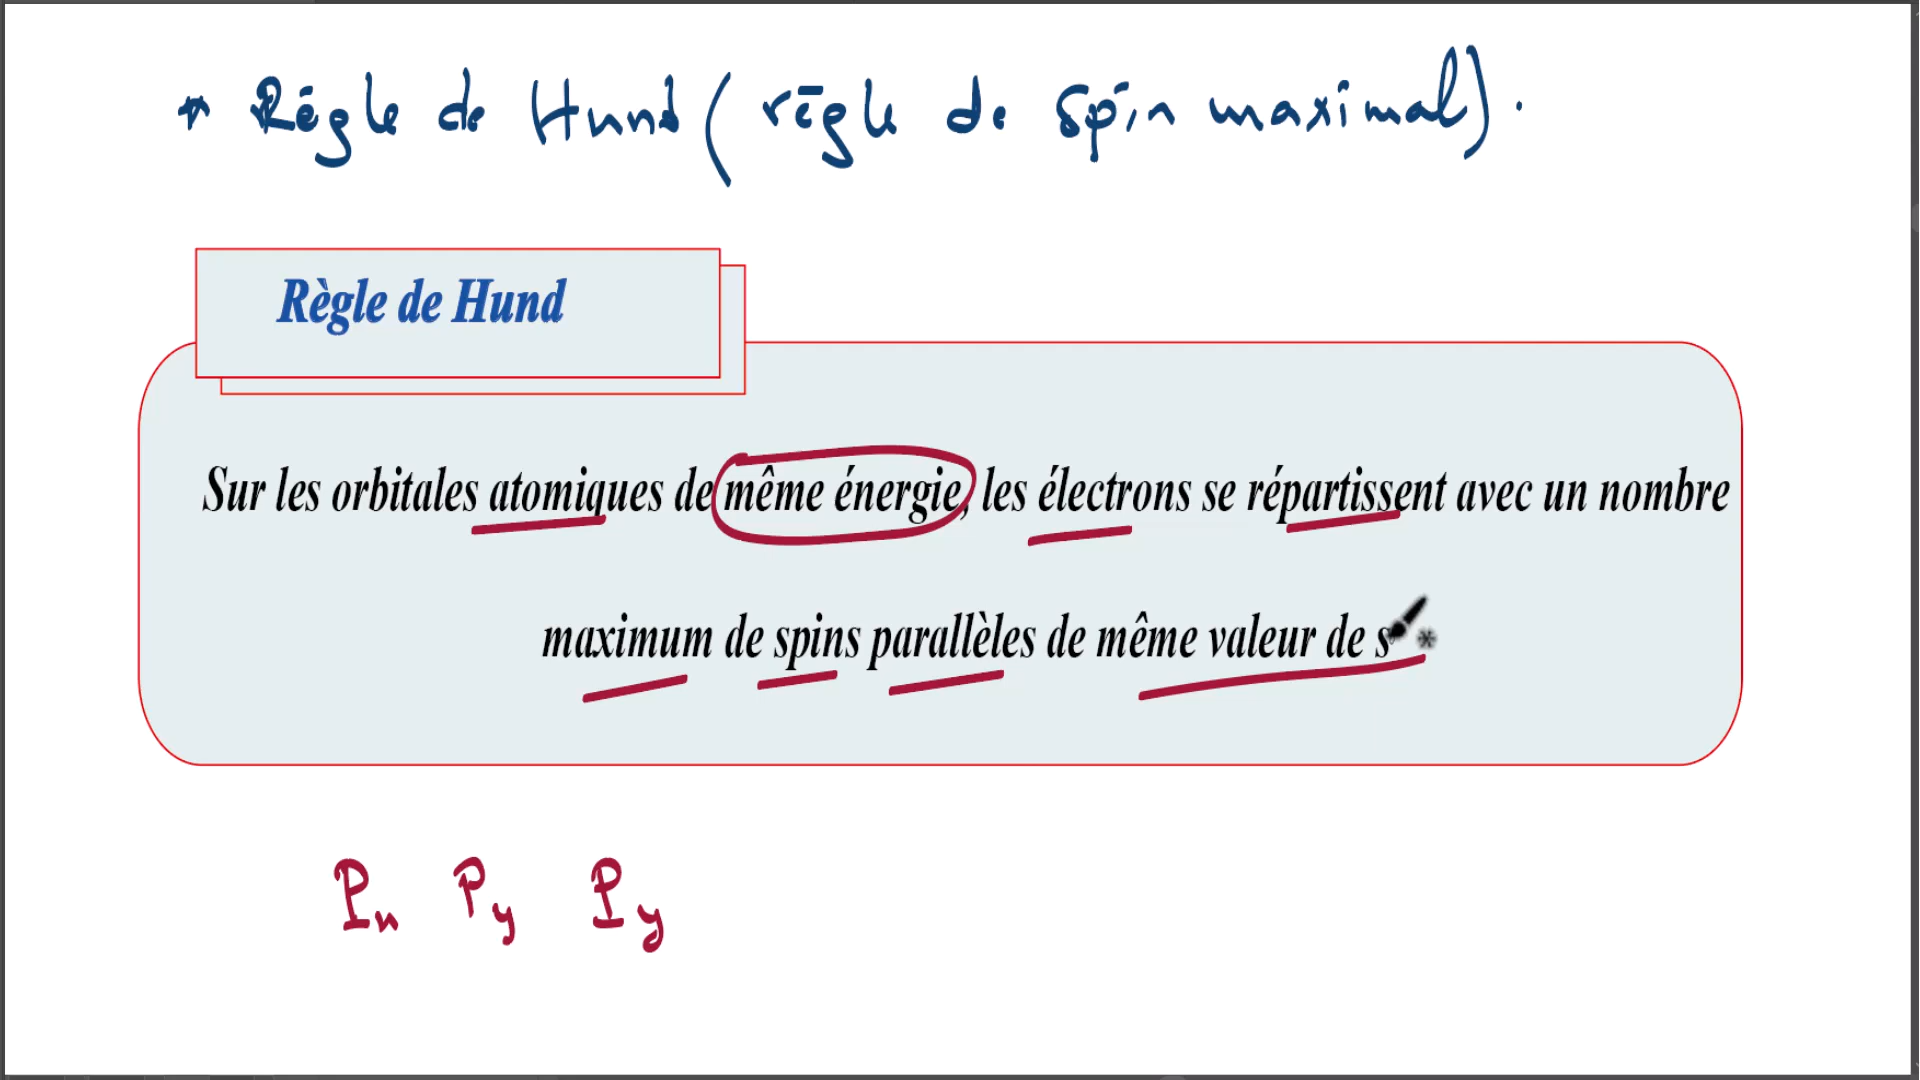 * Règle de Hund (règle de spin maximal).
Règle de Hund
Sur les orbitales atomiques de même énergie, les électrons se répartissent avec un nombre
maximum de spins parallèles de même valeur de s
Px Py Py